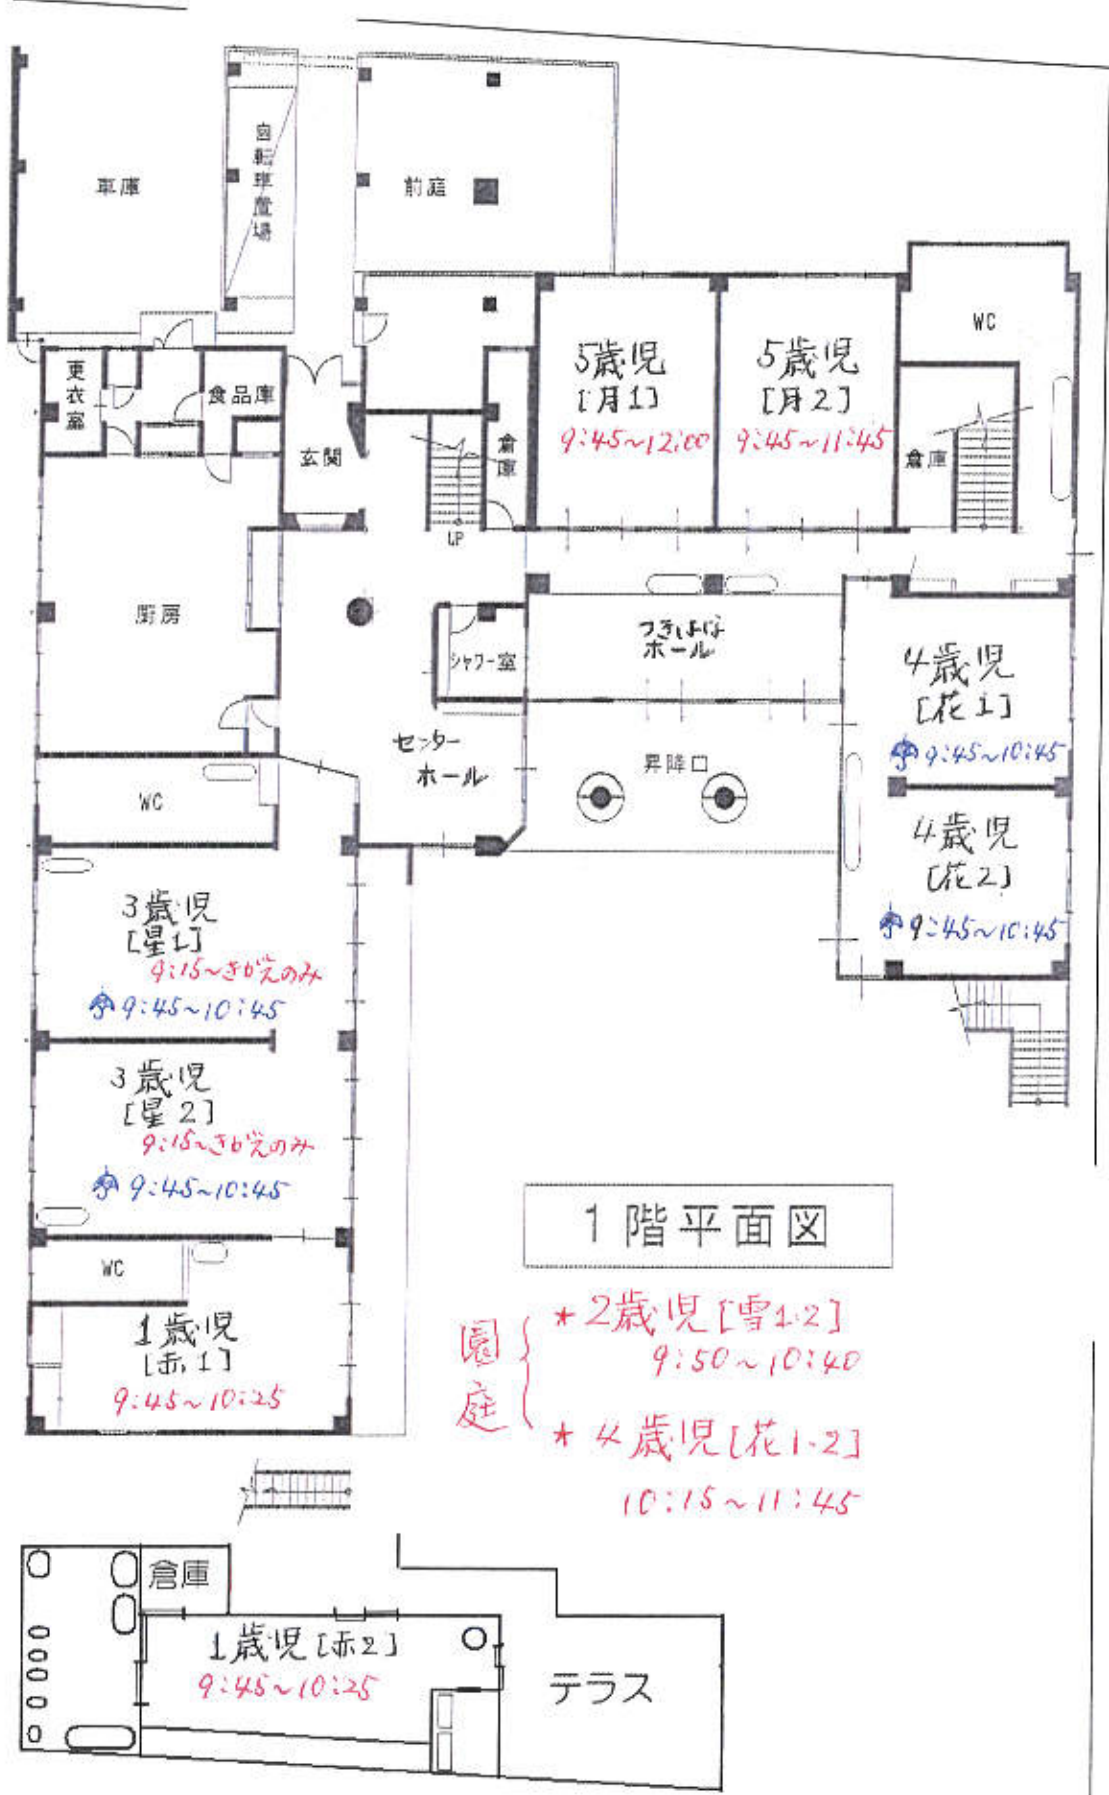 車庫
自転車置場
前庭
WC
更衣室
食品庫
玄関
倉庫
UP
5歳児
[月1]
9:45~12:00
5歳児
[月2]
9:45~11:45
倉庫
厨房
シャワー室
つき・はな
ホール
4歳児
[花1]
9:45~10:45
センター
ホール
昇降口
WC
4歳児
[花2]
9:45~10:45
3歳児
[星1]
9:15~きがえのみ
9:45~10:45
3歳児
[星2]
9:15~きがえのみ
9:45~10:45
WC
1歳児
[赤1]
9:45~10:25
1階平面図
園庭
*2歳児[雪1.2]
9:50~10:40
*4歳児[花1.2]
10:15~11:45
倉庫
1歳児[赤2]
9:45~10:25
テラス